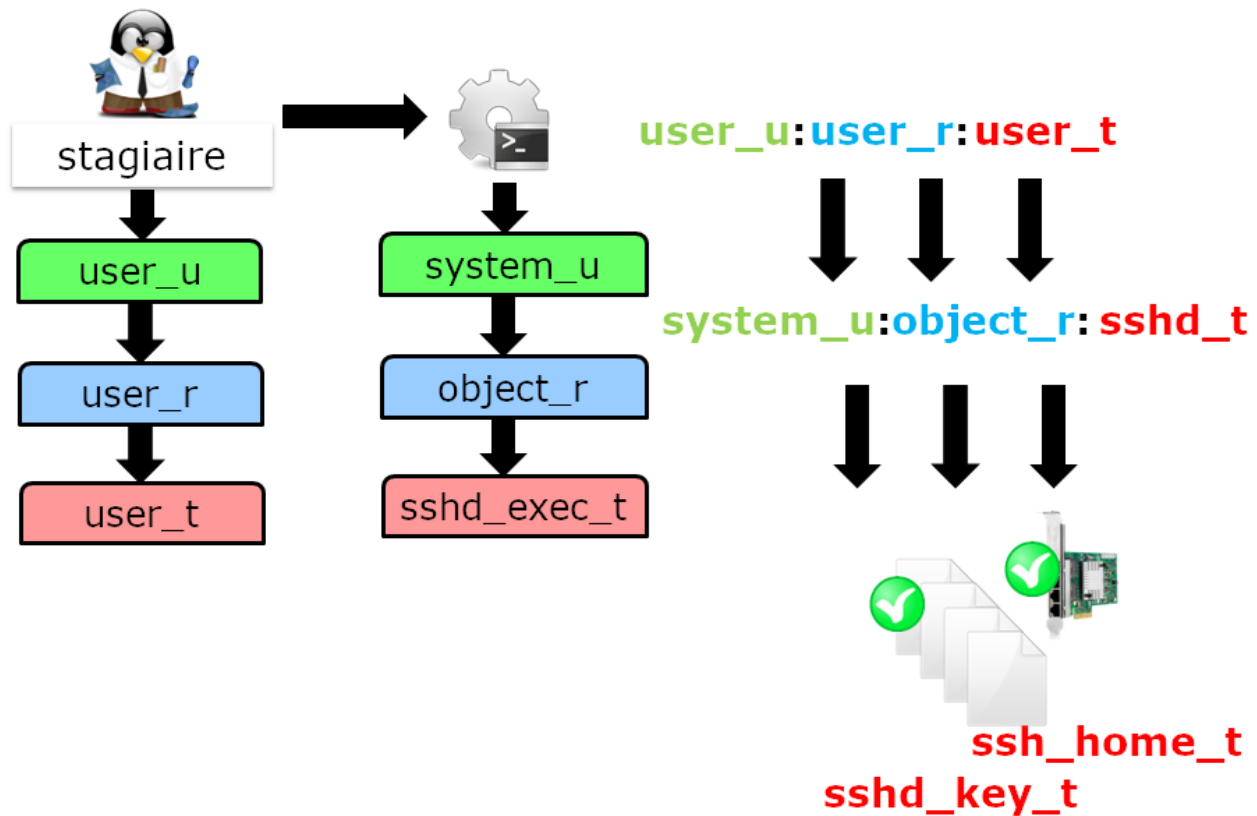 stagiaire
user_u
user_r
user_t
>_
system_u
object_r
sshd_exec_t
user_u:user_r:user_t
system_u:object_r: sshd_t
ssh_home_t
sshd_key_t